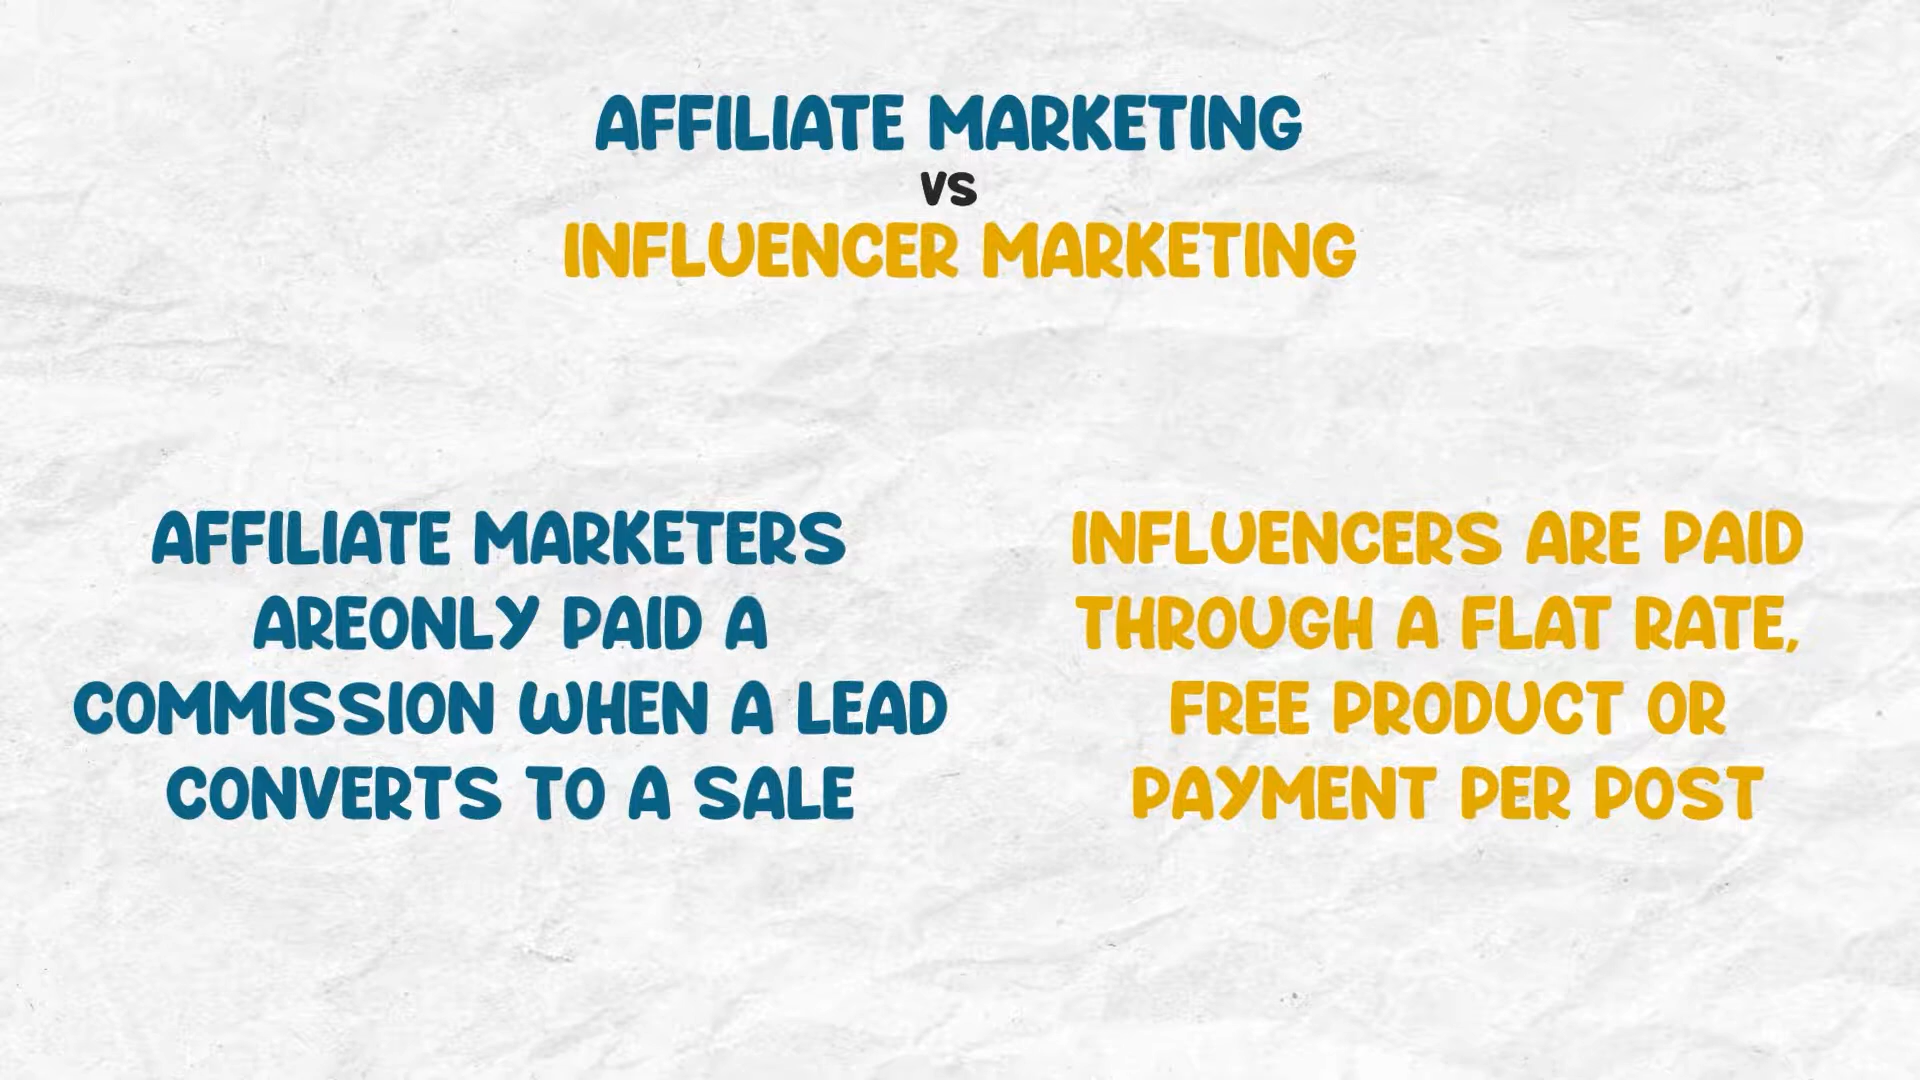 AFFILIATE MARKETING
VS
INFLUENCER MARKETING
AFFILIATE MARKETERS
AREONLY PAID A
COMMISSION WHEN A LEAD
CONVERTS TO A SALE
INFLUENCERS ARE PAID
THROUGH A FLAT RATE,
FREE PRODUCT OR
PAYMENT PER POST